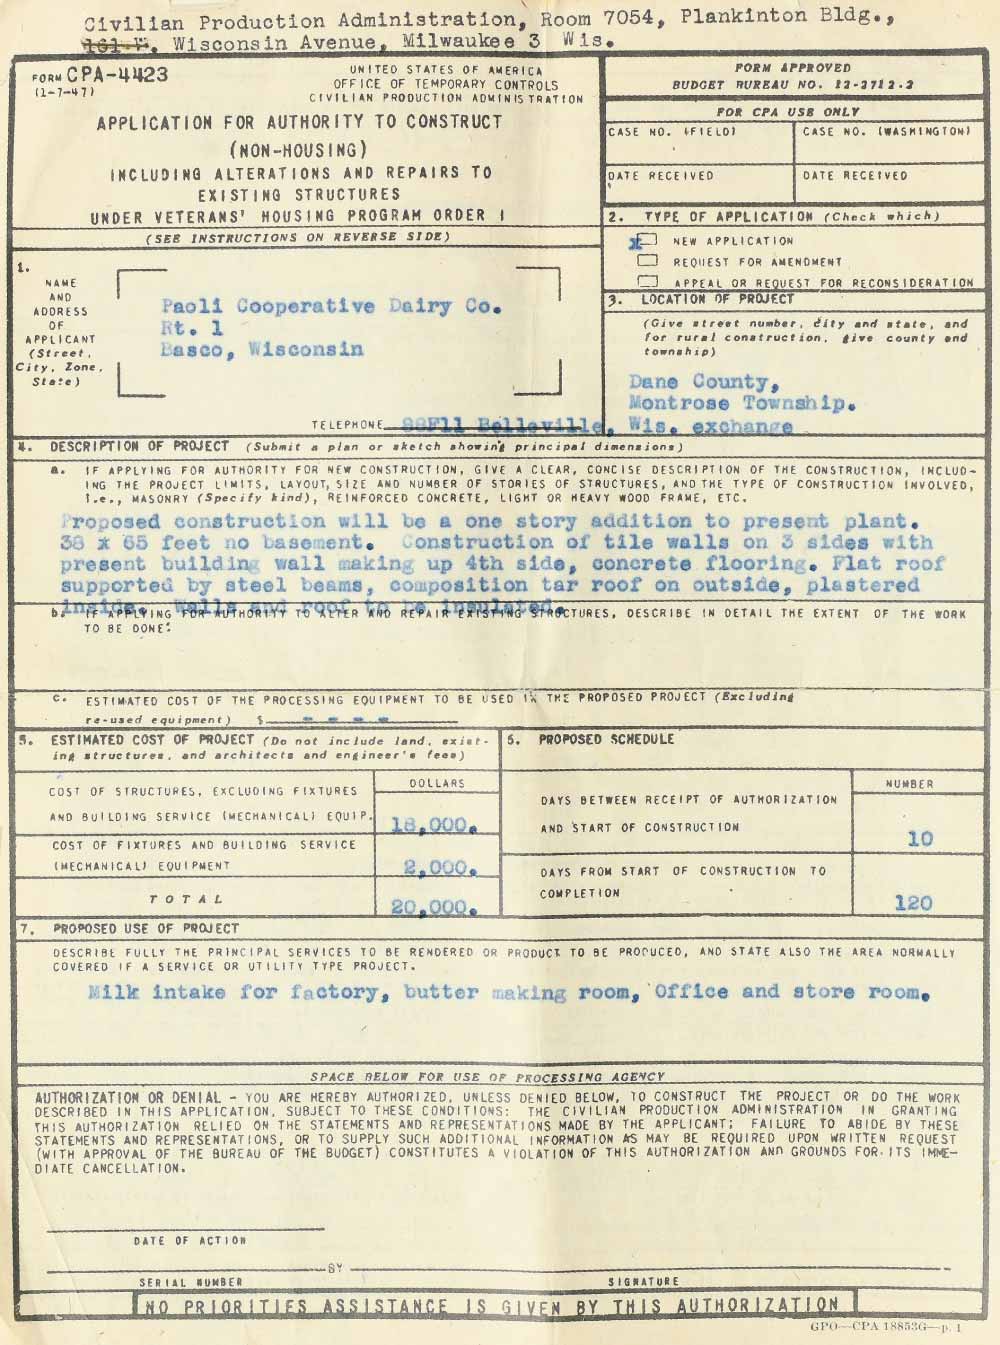 Civilian Production Administration, Room 7054, Plankinton Bldg.,
161 W. Wisconsin Avenue, Milwaukee 3 Wis.
FORM CPA-4423
(1-7-47)
UNITED STATES OF AMERICA
OFFICE OF TEMPORARY CONTROLS
CIVILIAN PRODUCTION ADMINISTRATION
APPLICATION FOR AUTHORITY TO CONSTRUCT
(NON-HOUSING)
INCLUDING ALTERATIONS AND REPAIRS TO
EXISTING STRUCTURES
UNDER VETERANS' HOUSING PROGRAM ORDER 1
(SEE INSTRUCTIONS ON REVERSE SIDE)
FORM APPROVED
BUDGET BUREAU NO. 12-3712.2
FOR CPA USE ONLY
CASE NO. (FIELD)
CASE NO. (WASHINGTON)
DATE RECEIVED
DATE RECEIVED
2. TYPE OF APPLICATION (Check which)
x NEW APPLICATION
REQUEST FOR AMENDMENT
APPEAL OR REQUEST FOR RECONSIDERATION
1.
NAME
AND
ADDRESS
OF
APPLICANT
(Street,
City, Zone,
State)
Paoli Cooperative Dairy Co.
Rt. 1
Basco, Wisconsin
TELEPHONE 88F11 Belleville, Wis. exchange
3. LOCATION OF PROJECT
(Give street number, city and state, and
for rural construction, give county and
township)
Dane County,
Montrose Township.
4. DESCRIPTION OF PROJECT (Submit a plan or sketch showing principal dimensions)
a. IF APPLYING FOR AUTHORITY FOR NEW CONSTRUCTION, GIVE A CLEAR, CONCISE DESCRIPTION OF THE CONSTRUCTION, INCLUD-
ING THE PROJECT LIMITS, LAYOUT, SIZE AND NUMBER OF STORIES OF STRUCTURES, AND THE TYPE OF CONSTRUCTION INVOLVED,
I.e., MASONRY (Specify kind), REINFORCED CONCRETE, LIGHT OR HEAVY WOOD FRAME, ETC.
Proposed construction will be a one story addition to present plant.
38 x 65 feet no basement. Construction of tile walls on 3 sides with
present building wall making up 4th side, concrete flooring. Flat roof
supported by steel beams, composition tar roof on outside, plastered
inside. Walls and roof to be insulated.
b. IF APPLYING FOR AUTHORITY TO ALTER AND REPAIR EXISTING STRUCTURES, DESCRIBE IN DETAIL THE EXTENT OF THE WORK
TO BE DONE:
c. ESTIMATED COST OF THE PROCESSING EQUIPMENT TO BE USED IN THE PROPOSED PROJECT (Excluding
re-used equipment) $ - - - -
5. ESTIMATED COST OF PROJECT (Do not include land, exist-
ing structures, and architects and engineer's fees)
DOLLARS
COST OF STRUCTURES, EXCLUDING FIXTURES
AND BUILDING SERVICE (MECHANICAL) EQUIP. 18,000.
COST OF FIXTURES AND BUILDING SERVICE
(MECHANICAL) EQUIPMENT 2,000.
TOTAL 20,000.
6. PROPOSED SCHEDULE
NUMBER
DAYS BETWEEN RECEIPT OF AUTHORIZATION
AND START OF CONSTRUCTION 10
DAYS FROM START OF CONSTRUCTION TO
COMPLETION 120
7. PROPOSED USE OF PROJECT
DESCRIBE FULLY THE PRINCIPAL SERVICES TO BE RENDERED OR PRODUCT TO BE PRODUCED, AND STATE ALSO THE AREA NORMALLY
COVERED IF A SERVICE OR UTILITY TYPE PROJECT.
Milk intake for factory, butter making room, Office and store room.
SPACE BELOW FOR USE OF PROCESSING AGENCY
AUTHORIZATION OR DENIAL - YOU ARE HEREBY AUTHORIZED, UNLESS DENIED BELOW, TO CONSTRUCT THE PROJECT OR DO THE WORK
DESCRIBED IN THIS APPLICATION, SUBJECT TO THESE CONDITIONS: THE CIVILIAN PRODUCTION ADMINISTRATION IN GRANTING
THIS AUTHORIZATION RELIED ON THE STATEMENTS AND REPRESENTATIONS MADE BY THE APPLICANT; FAILURE TO ABIDE BY THESE
STATEMENTS AND REPRESENTATIONS, OR TO SUPPLY SUCH ADDITIONAL INFORMATION AS MAY BE REQUIRED UPON WRITTEN REQUEST
(WITH APPROVAL OF THE BUREAU OF THE BUDGET) CONSTITUTES A VIOLATION OF THIS AUTHORIZATION AND GROUNDS FOR ITS IMME-
DIATE CANCELLATION.
DATE OF ACTION
BY
SERIAL NUMBER
SIGNATURE
NO PRIORITIES ASSISTANCE IS GIVEN BY THIS AUTHORIZATION
GPO—CPA 18853G—p. 1